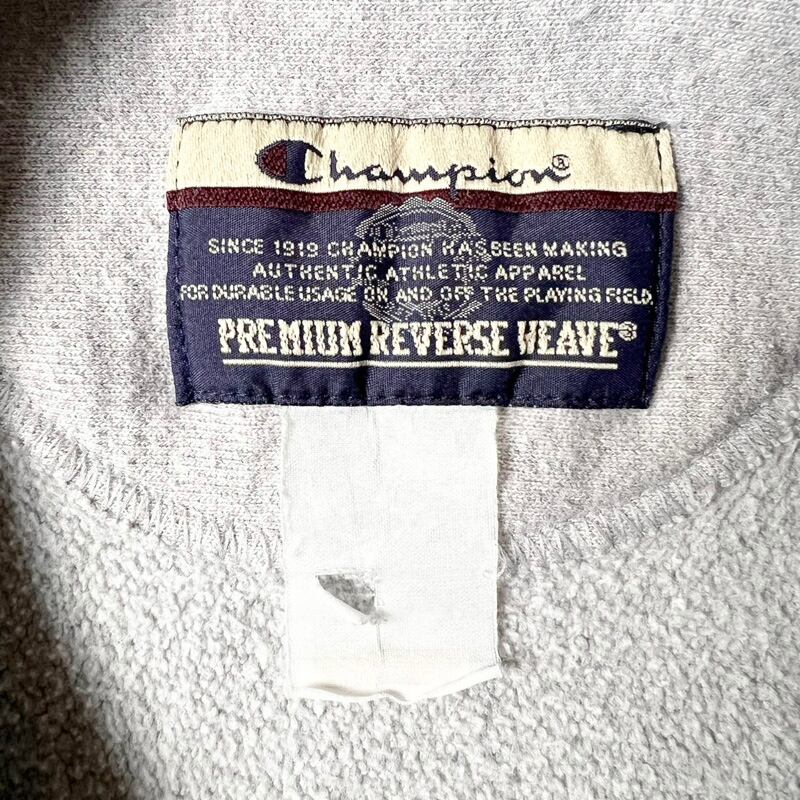 Champion®
SINCE 1919 CHAMPION HAS BEEN MAKING
AUTHENTIC ATHLETIC APPAREL
FOR DURABLE USAGE ON AND OFF THE PLAYING FIELD.
PREMIUM REVERSE WEAVE®